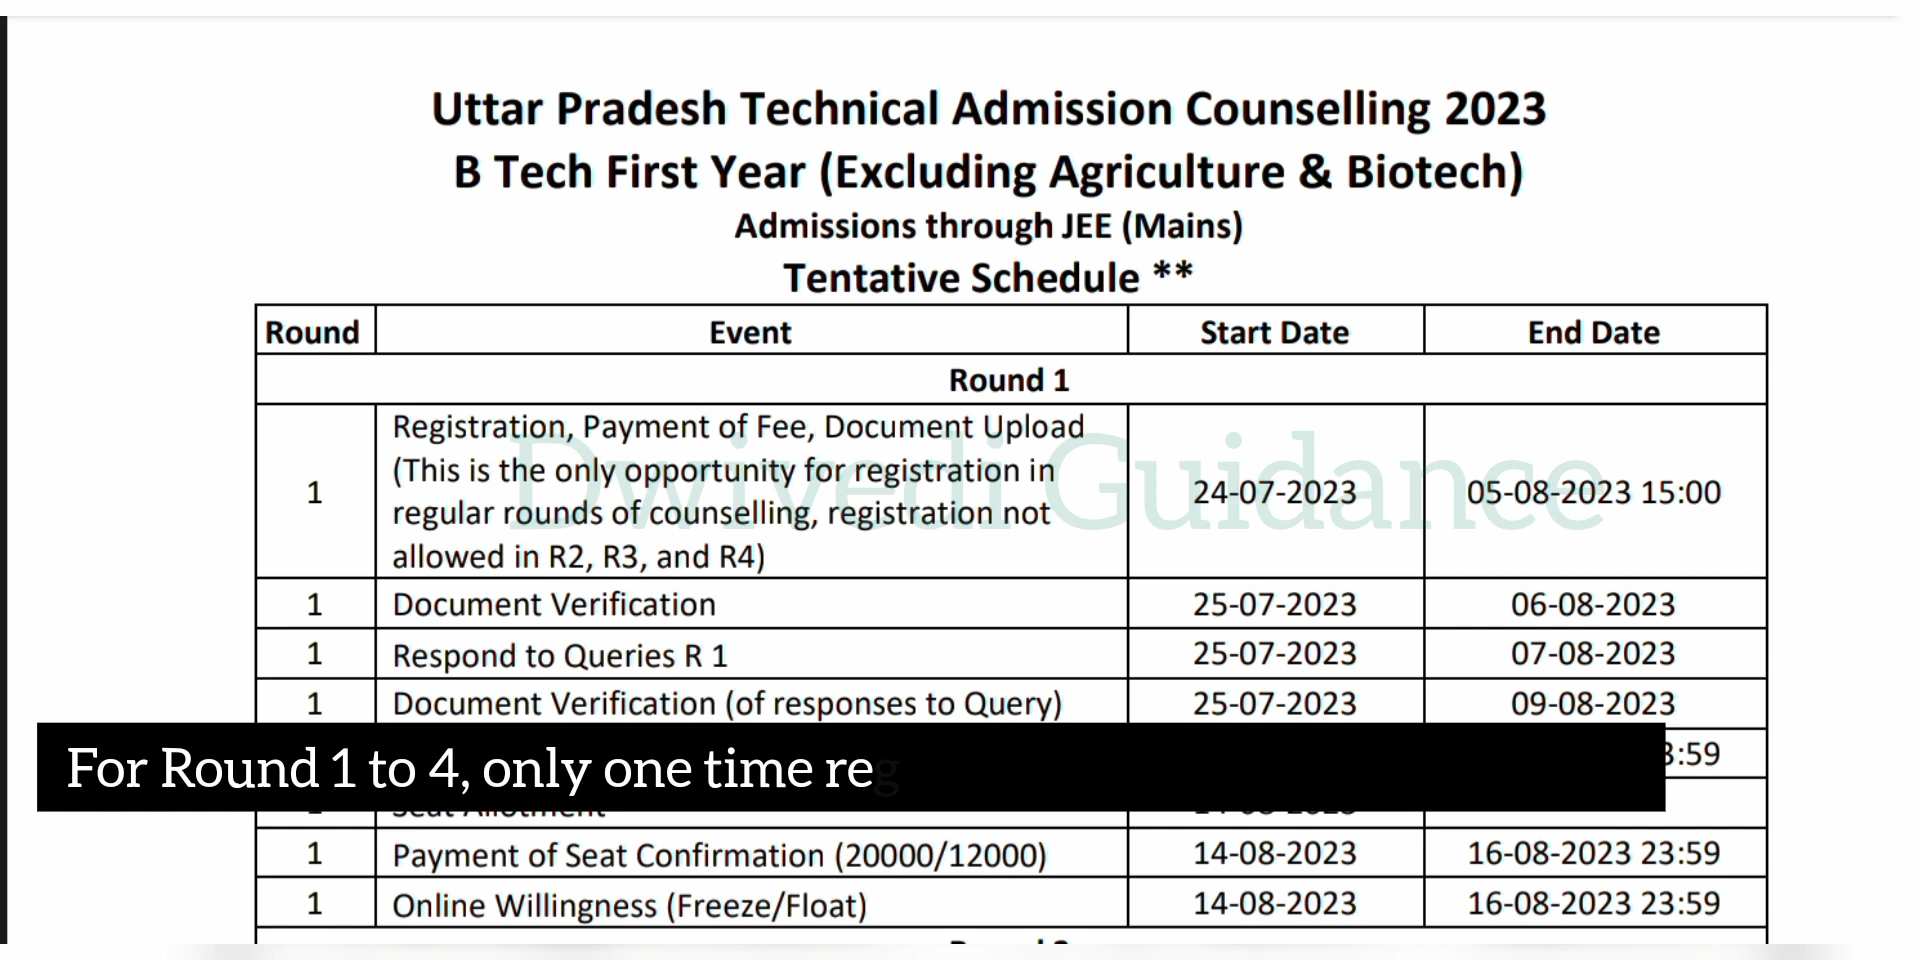 Uttar Pradesh Technical Admission Counselling 2023
B Tech First Year (Excluding Agriculture & Biotech)
Admissions through JEE (Mains)
Tentative Schedule **
Round Event Start Date End Date
Round 1
Registration, Payment of Fee, Document Upload
(This is the only opportunity for registration in
1 24-07-2023 05-08-2023 15:00
regular rounds of counselling, registration not
allowed in R2, R3, and R4)
Dwivedi Guidance
1 Document Verification 25-07-2023 06-08-2023
1 Respond to Queries R 1 25-07-2023 07-08-2023
1 Document Verification (of responses to Query) 25-07-2023 09-08-2023
For Round 1 to 4, only one time reg
:59
Seat Allotment
1 Payment of Seat Confirmation (20000/12000) 14-08-2023 16-08-2023 23:59
1 Online Willingness (Freeze/Float) 14-08-2023 16-08-2023 23:59